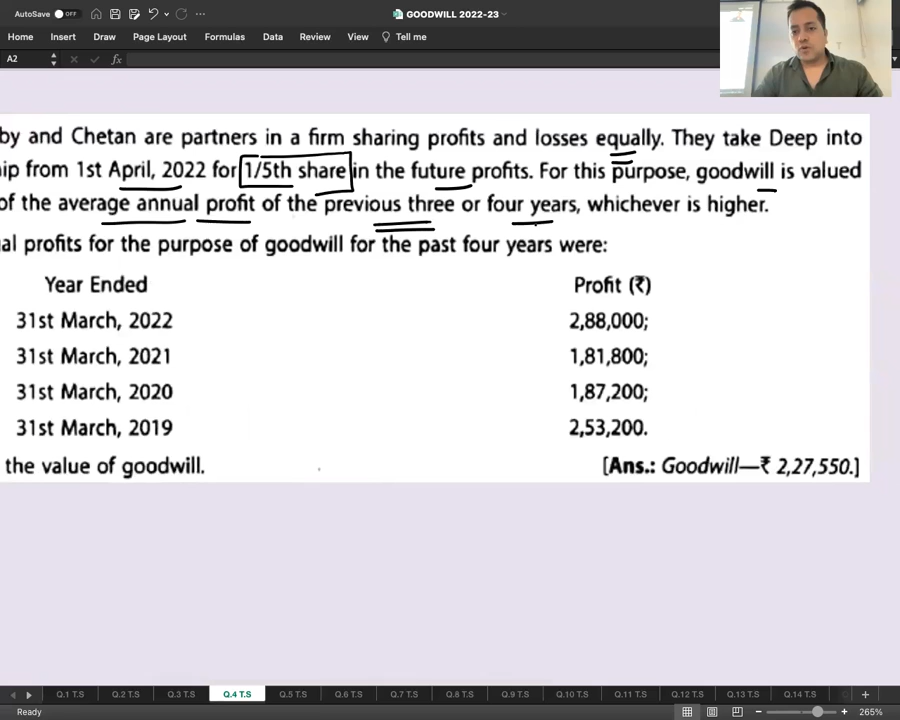 AutoSave OFF ... GOODWILL 2022-23
Home Insert Draw Page Layout Formulas Data Review View Tell me
A2 fx
by and Chetan are partners in a firm sharing profits and losses equally. They take Deep into
ip from 1st April, 2022 for 1/5th share in the future profits. For this purpose, goodwill is valued
of the average annual profit of the previous three or four years, whichever is higher.
al profits for the purpose of goodwill for the past four years were:
Year Ended Profit (₹)
31st March, 2022 2,88,000;
31st March, 2021 1,81,800;
31st March, 2020 1,87,200;
31st March, 2019 2,53,200.
the value of goodwill. [Ans.: Goodwill—₹ 2,27,550.]
Q.1 T.S Q.2 T.S Q.3 T.S Q.4 T.S Q.5 T.S Q.6 T.S Q.7 T.S Q.8 T.S Q.9 T.S Q.10 T.S Q.11 T.S Q.12 T.S Q.13 T.S Q.14 T.S +
Ready 265%